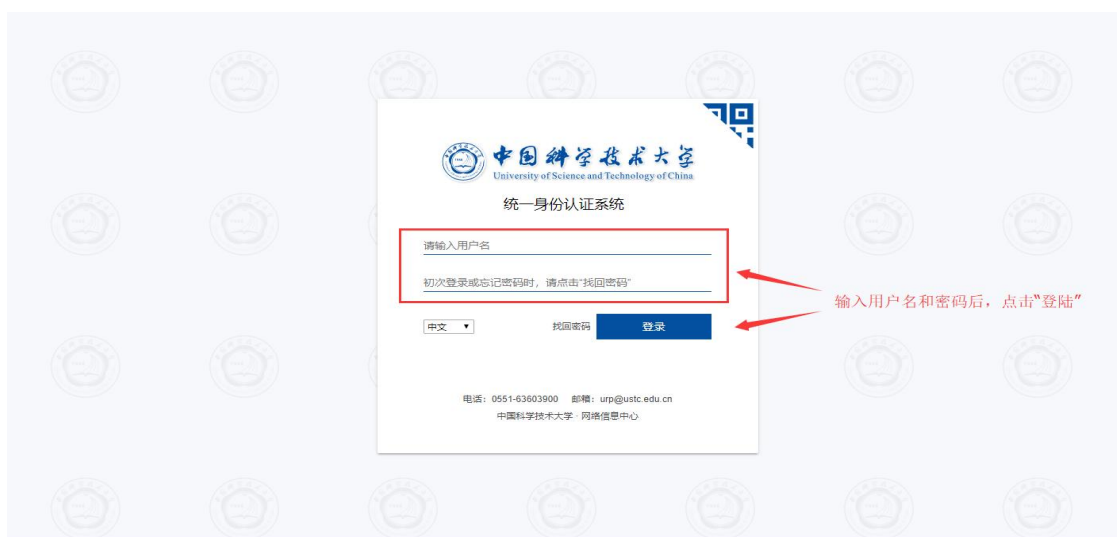 中国科学技术大学
University of Science and Technology of China
统一身份认证系统
请输入用户名
初次登录或忘记密码时，请点击"找回密码"
输入用户名和密码后，点击“登陆”
中文 找回密码 登录
电话：0551-63603900 邮箱：urp@ustc.edu.cn
中国科学技术大学 · 网络信息中心